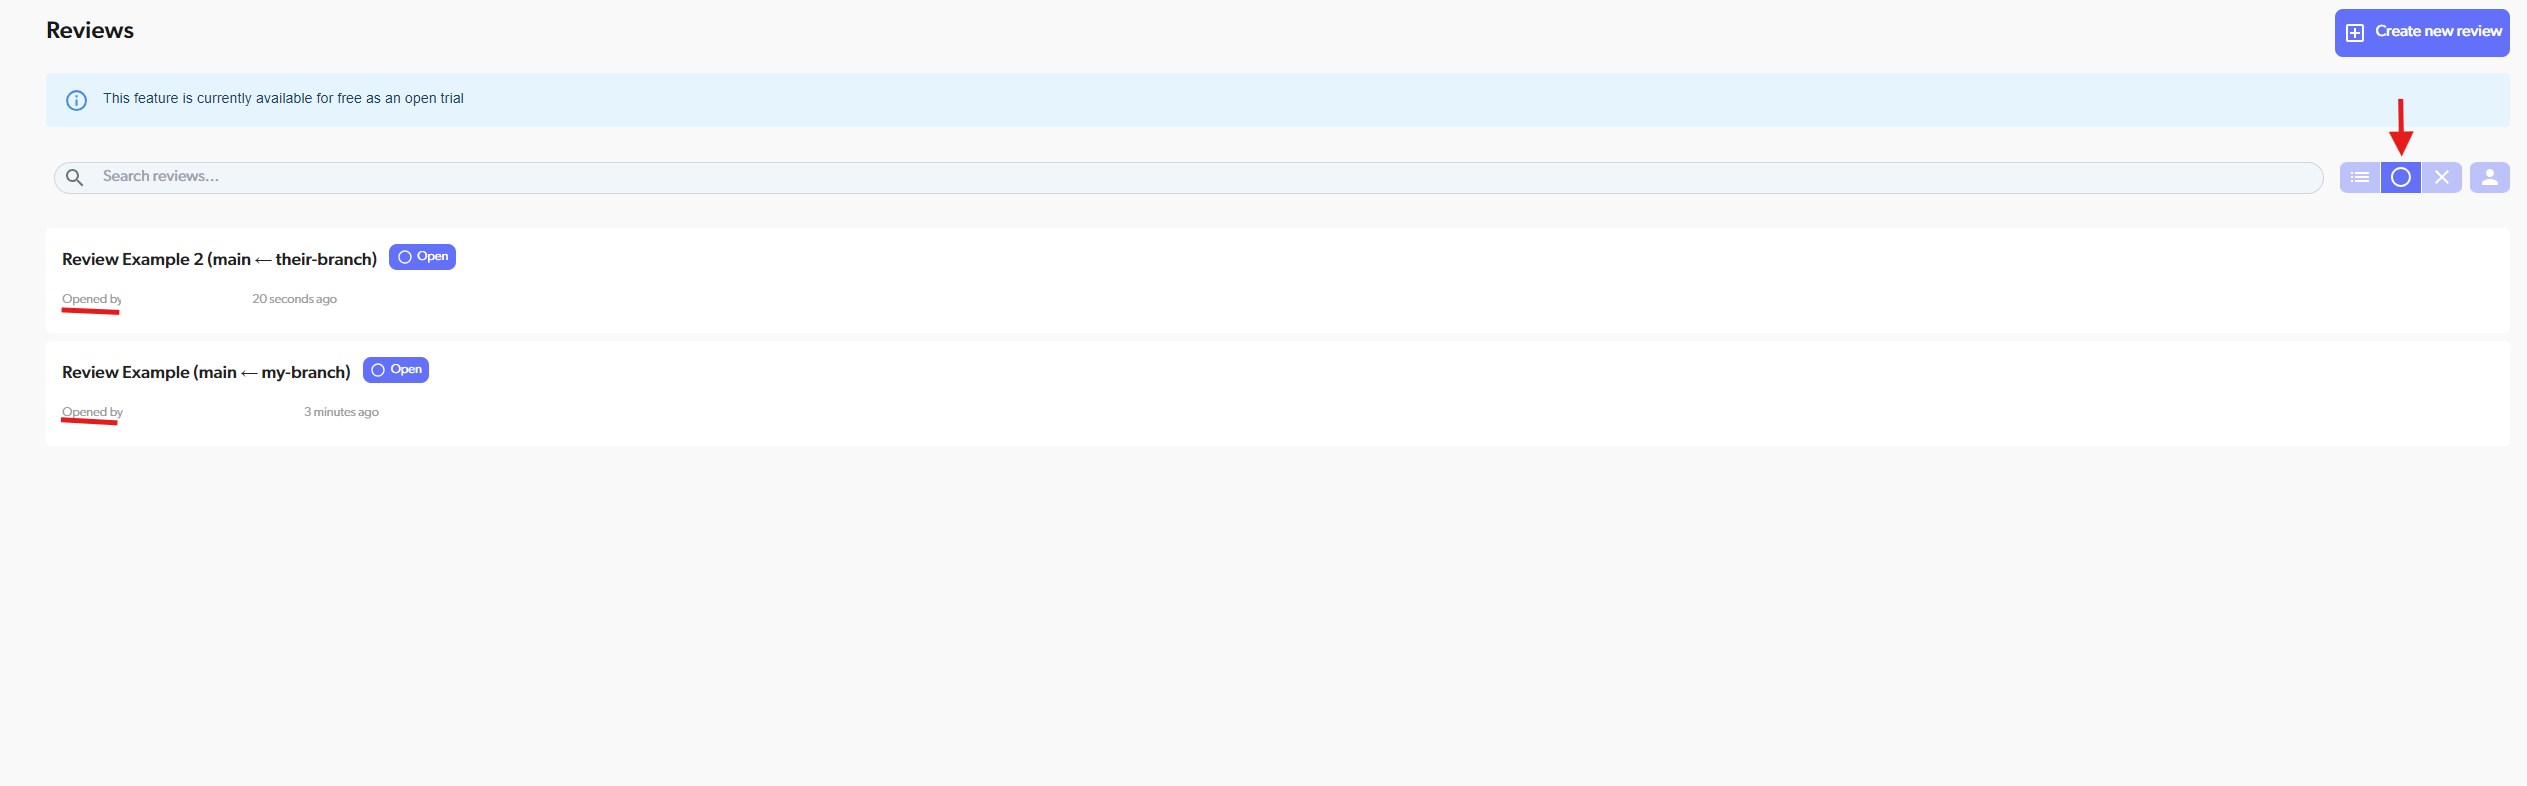 Reviews
Create new review
This feature is currently available for free as an open trial
Search reviews...
Review Example 2 (main ← their-branch) Open
Opened by 20 seconds ago
Review Example (main ← my-branch) Open
Opened by 3 minutes ago